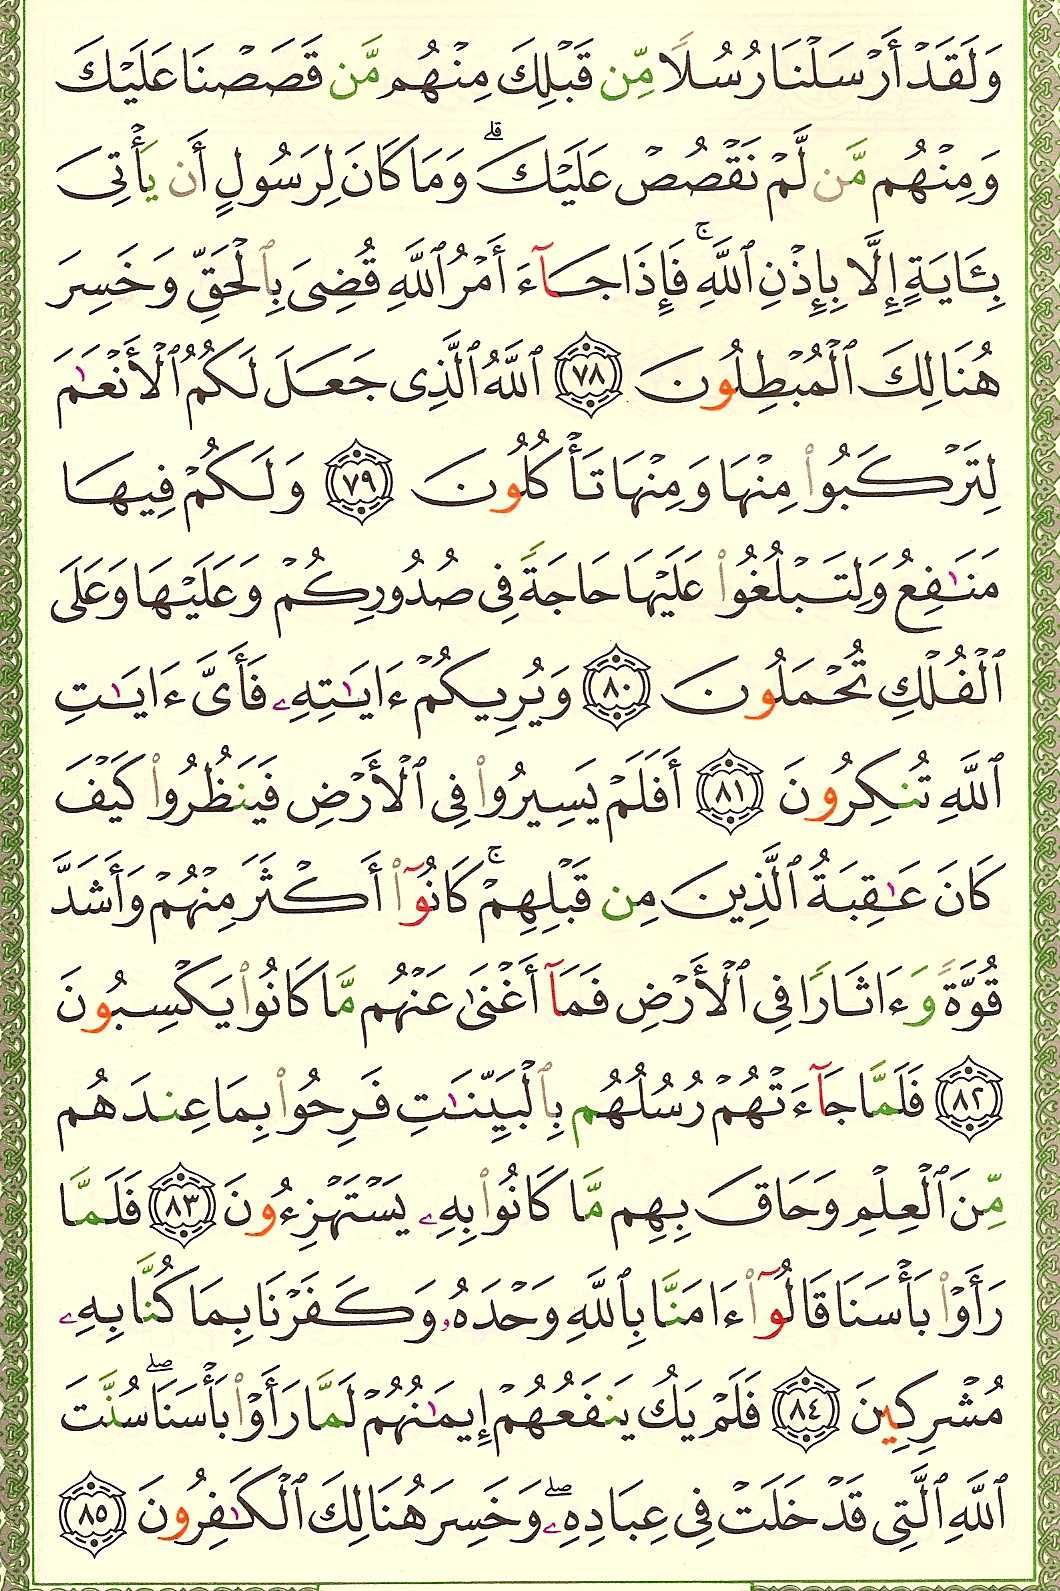 وَلَقَدْ أَرْسَلْنَا رُسُلًا مِّن قَبْلِكَ مِنْهُم مَّن قَصَصْنَا عَلَيْكَ
وَمِنْهُم مَّن لَّمْ نَقْصُصْ عَلَيْكَ ۗ وَمَا كَانَ لِرَسُولٍ أَن يَأْتِىَ
بِـَٔايَةٍ إِلَّا بِإِذْنِ ٱللَّهِ ۚ فَإِذَا جَآءَ أَمْرُ ٱللَّهِ قُضِىَ بِٱلْحَقِّ وَخَسِرَ
هُنَالِكَ ٱلْمُبْطِلُونَ ٧٨ ٱللَّهُ ٱلَّذِى جَعَلَ لَكُمُ ٱلْأَنْعَٰمَ
لِتَرْكَبُوا۟ مِنْهَا وَمِنْهَا تَأْكُلُونَ ٧٩ وَلَكُمْ فِيهَا
مَنَٰفِعُ وَلِتَبْلُغُوا۟ عَلَيْهَا حَاجَةً فِى صُدُورِكُمْ وَعَلَيْهَا وَعَلَى
ٱلْفُلْكِ تُحْمَلُونَ ٨٠ وَيُرِيكُمْ ءَايَٰتِهِۦ فَأَىَّ ءَايَٰتِ
ٱللَّهِ تُنكِرُونَ ٨١ أَفَلَمْ يَسِيرُوا۟ فِى ٱلْأَرْضِ فَيَنظُرُوا۟ كَيْفَ
كَانَ عَٰقِبَةُ ٱلَّذِينَ مِن قَبْلِهِمْ ۚ كَانُوٓا۟ أَكْثَرَ مِنْهُمْ وَأَشَدَّ
قُوَّةً وَءَاثَارًا فِى ٱلْأَرْضِ فَمَآ أَغْنَىٰ عَنْهُم مَّا كَانُوا۟ يَكْسِبُونَ
٨٢ فَلَمَّا جَآءَتْهُمْ رُسُلُهُم بِٱلْبَيِّنَٰتِ فَرِحُوا۟ بِمَا عِندَهُم
مِّنَ ٱلْعِلْمِ وَحَاقَ بِهِم مَّا كَانُوا۟ بِهِۦ يَسْتَهْزِءُونَ ٨٣ فَلَمَّا
رَأَوْا۟ بَأْسَنَا قَالُوٓا۟ ءَامَنَّا بِٱللَّهِ وَحْدَهُۥ وَكَفَرْنَا بِمَا كُنَّا بِهِۦ
مُشْرِكِينَ ٨٤ فَلَمْ يَكُ يَنفَعُهُمْ إِيمَٰنُهُمْ لَمَّا رَأَوْا۟ بَأْسَنَا ۖ سُنَّتَ
ٱللَّهِ ٱلَّتِى قَدْ خَلَتْ فِى عِبَادِهِۦ ۖ وَخَسِرَ هُنَالِكَ ٱلْكَٰفِرُونَ ٨٥